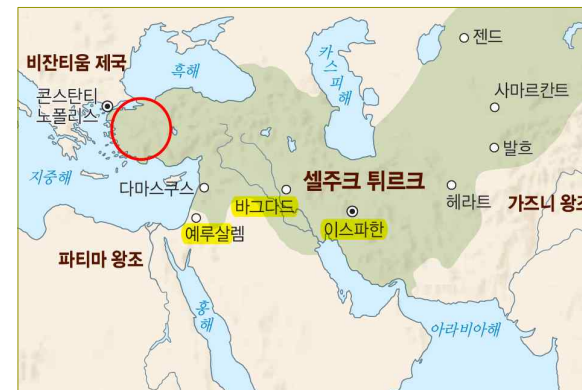 젠드
비잔티움 제국
흑해
카스피해
사마르칸트
콘스탄티
노폴리스
발흐
지중해
다마스쿠스
셀주크 튀르크
바그다드
헤라트
가즈니 왕조
예루살렘
이스파한
파티마 왕조
홍해
아라비아해